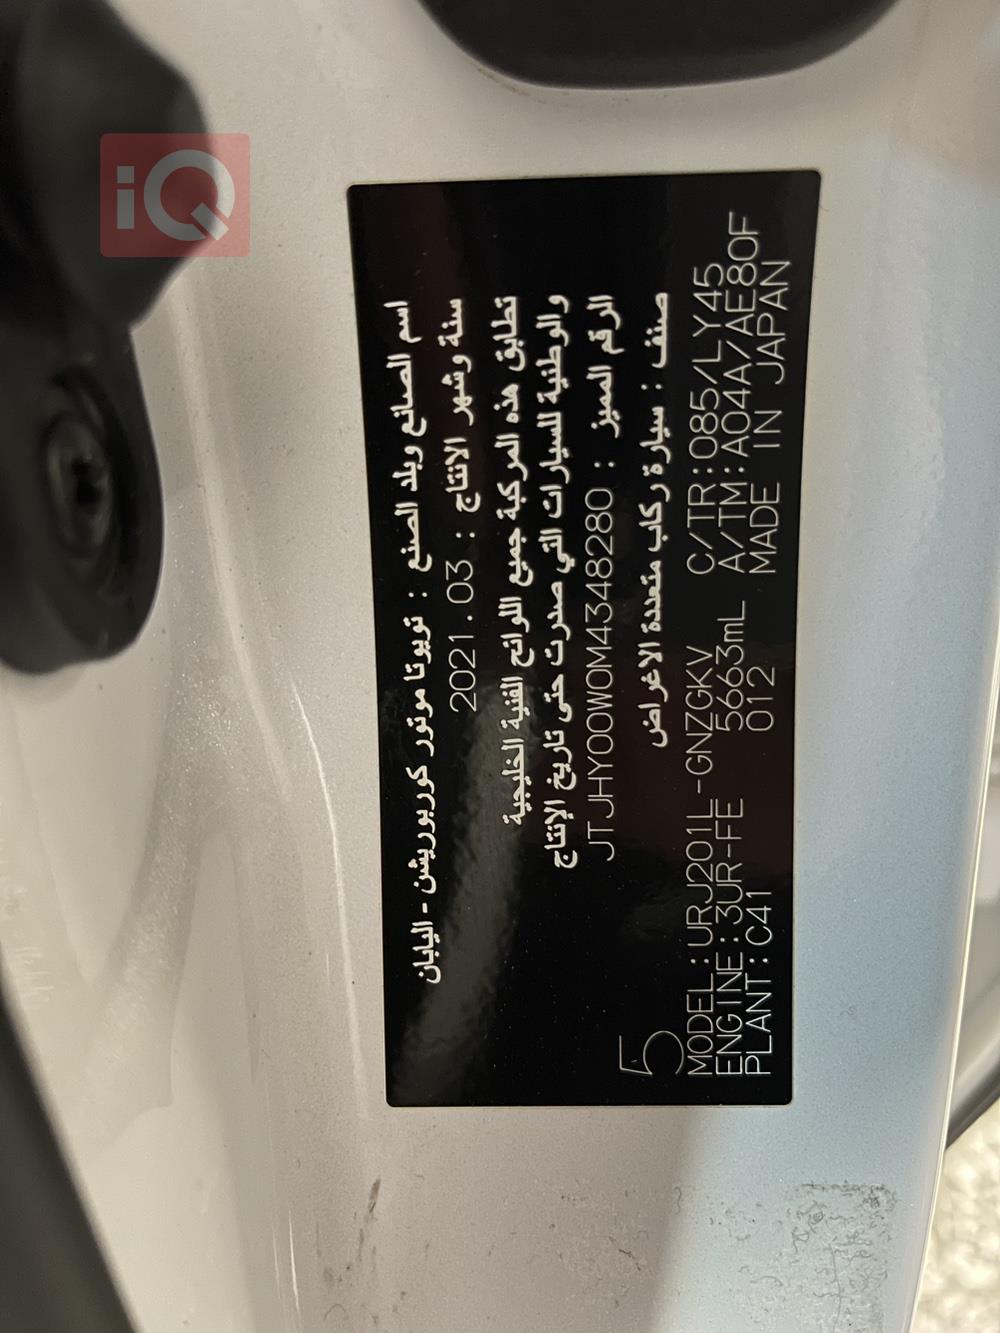 iQ
اسم الصانع وبلد الصنع : تويوتا موتور كوربوريشن - اليابان
سنة وشهر الانتاج : 2021.03
تطابق هذه المركبة جميع اللوائح الفنية الخليجية
والوطنية للسيارات التي صدرت حتى تاريخ الإنتاج
الرقم المميز : JTJHY00W0M4348280
صنف : سيارة ركاب متعددة الاغراض
5
MODEL:URJ201L-GNZGKV C/TR:085/LY45
ENGINE:3UR-FE 5663mL A/TM:A04A/AE80F
PLANT:C41 012 MADE IN JAPAN